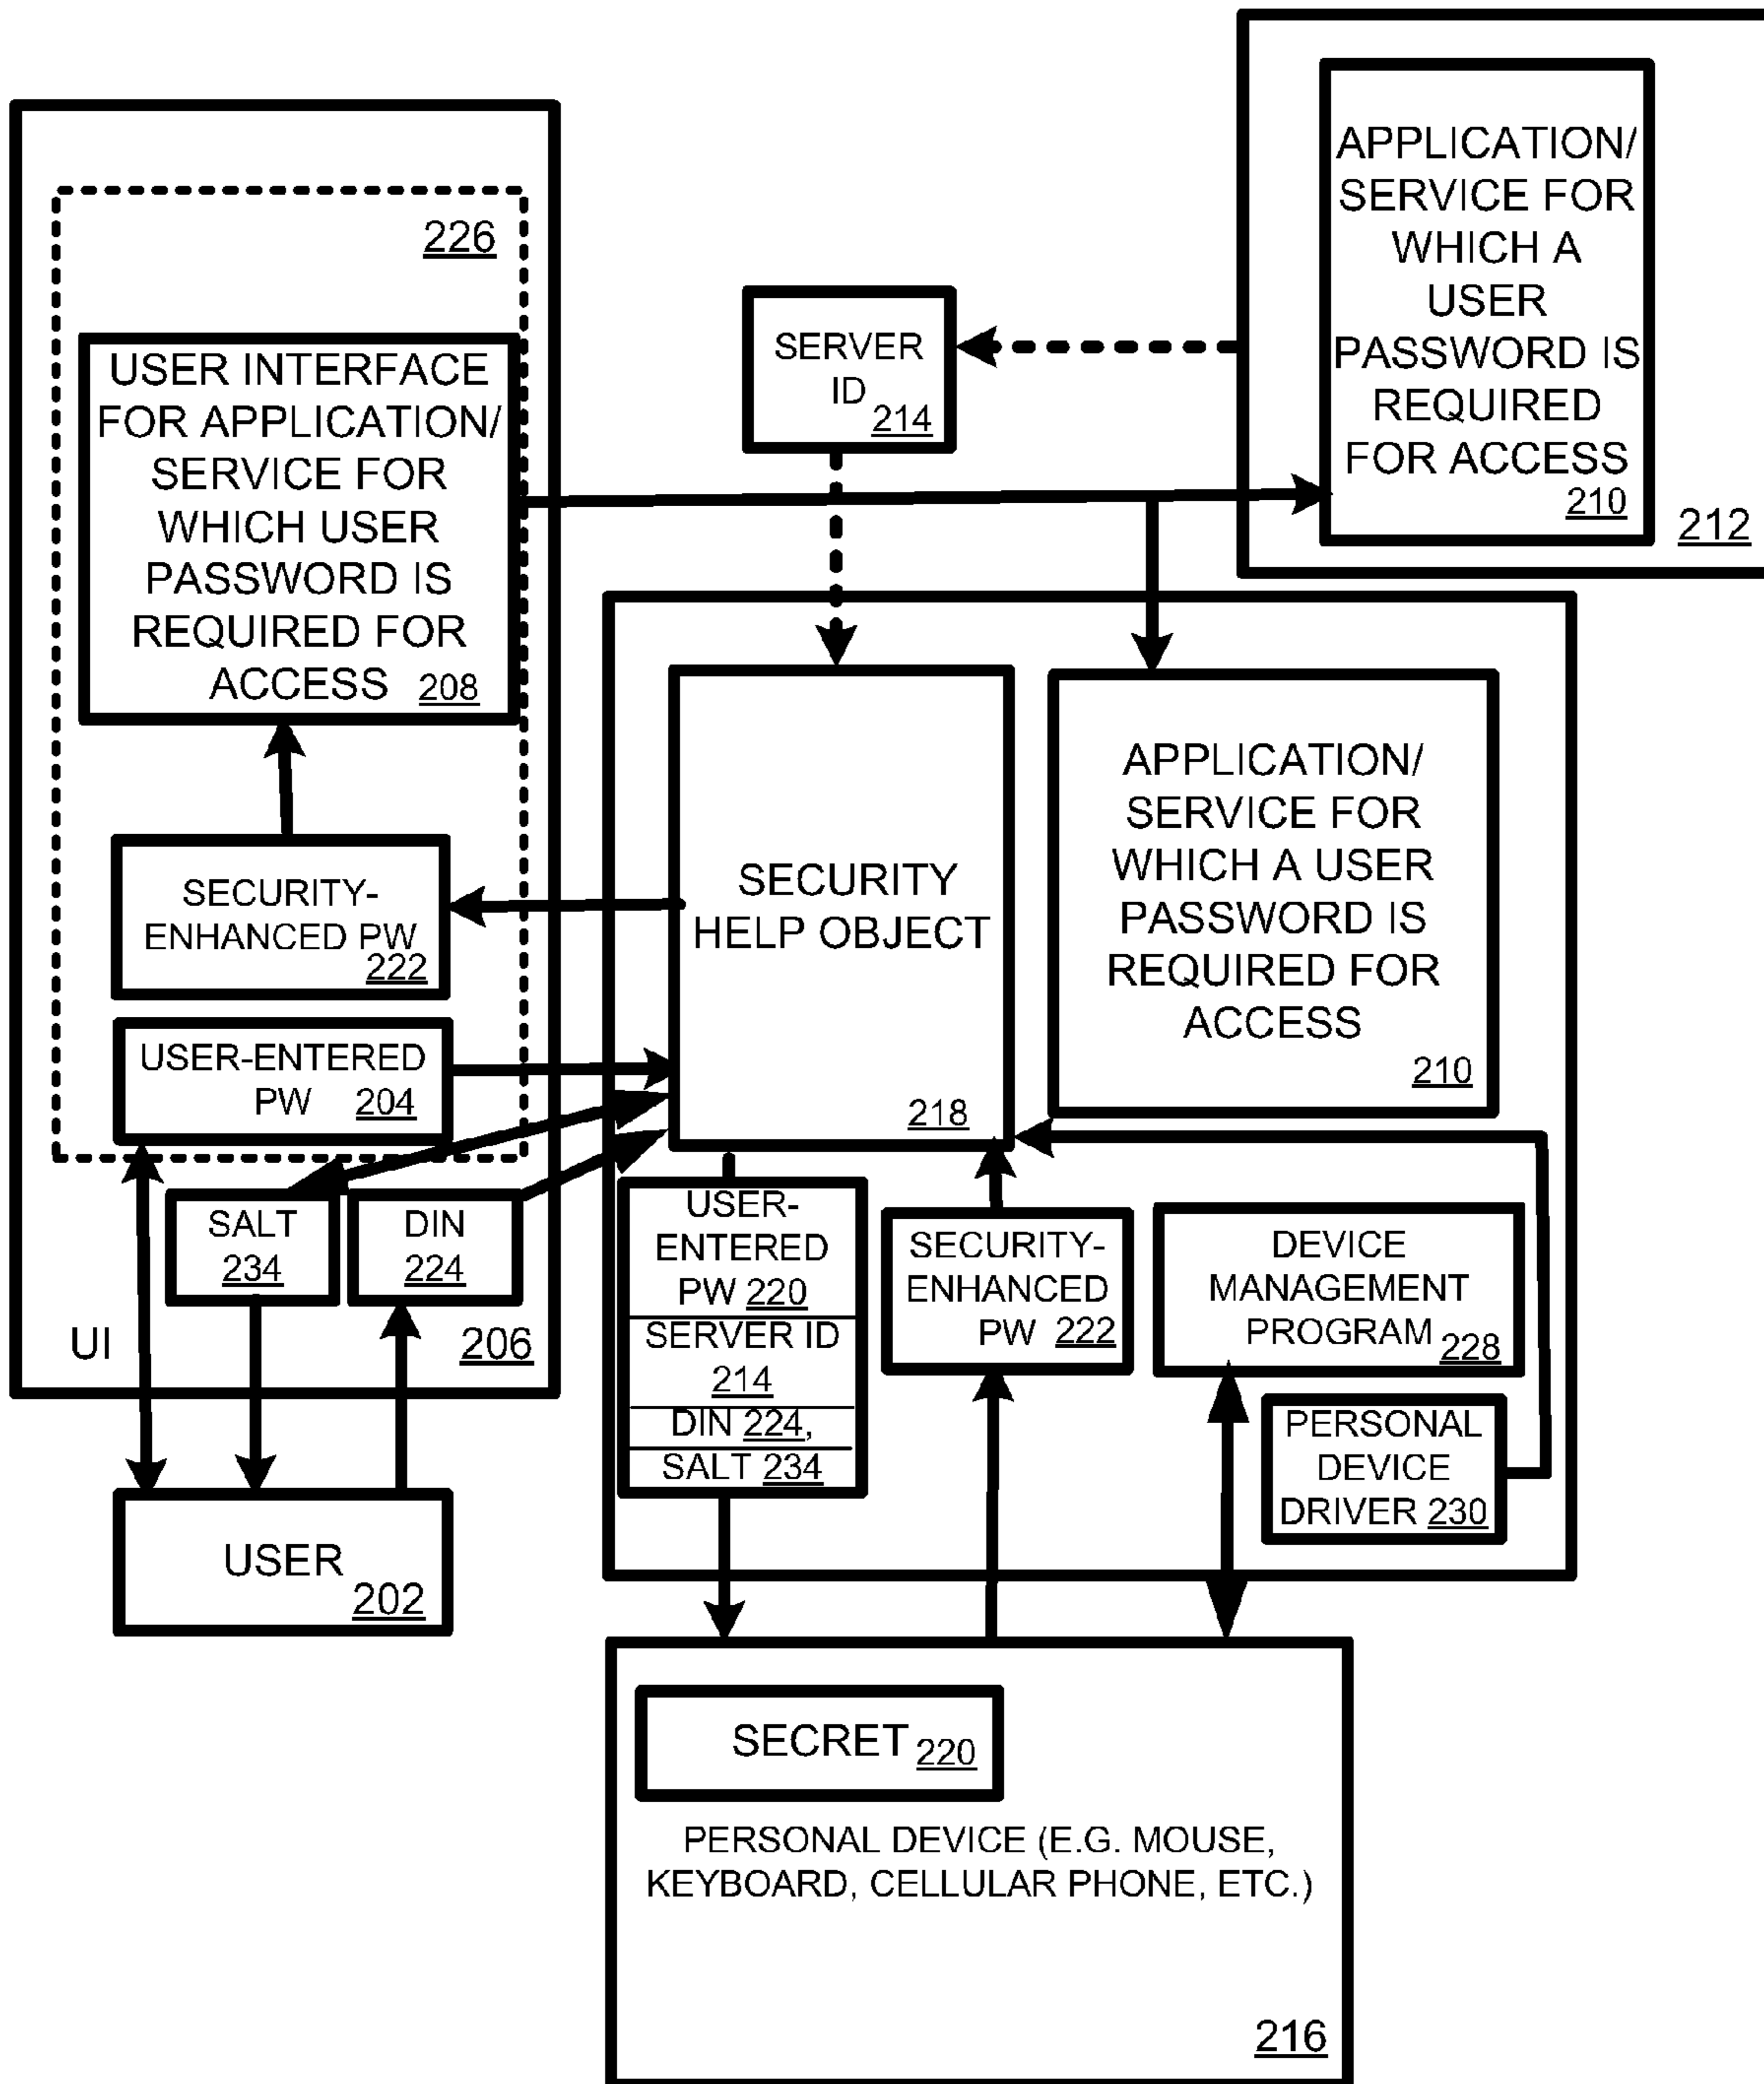 APPLICATION/
SERVICE FOR
WHICH A
USER
PASSWORD IS
REQUIRED
FOR ACCESS
210
212
226
USER INTERFACE
FOR APPLICATION/
SERVICE FOR
WHICH USER
PASSWORD IS
REQUIRED FOR
ACCESS 208
SERVER
ID
214
SECURITY-
ENHANCED PW
222
USER-ENTERED
PW 204
SALT
234
DIN
224
UI
206
USER
202
SECURITY
HELP OBJECT
218
APPLICATION/
SERVICE FOR
WHICH A USER
PASSWORD IS
REQUIRED FOR
ACCESS
210
USER-
ENTERED
PW 220
SERVER ID
214
DIN 224,
SALT 234
SECURITY-
ENHANCED
PW 222
DEVICE
MANAGEMENT
PROGRAM 228
PERSONAL
DEVICE
DRIVER 230
SECRET 220
PERSONAL DEVICE (E.G. MOUSE,
KEYBOARD, CELLULAR PHONE, ETC.)
216